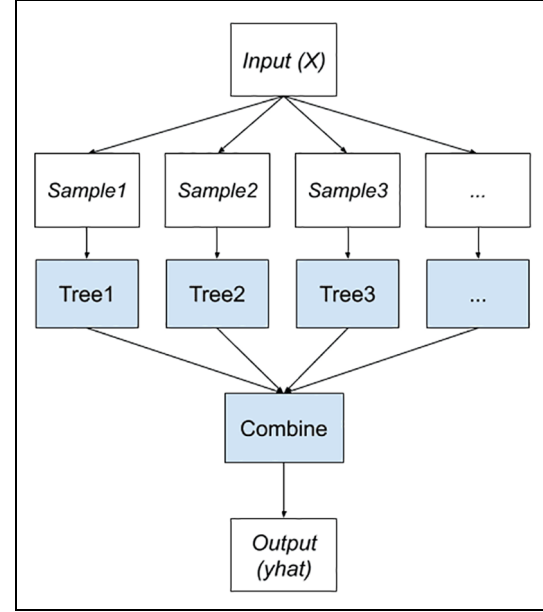 Input (X)
Sample1
Sample2
Sample3
...
Tree1
Tree2
Tree3
...
Combine
Output
(yhat)